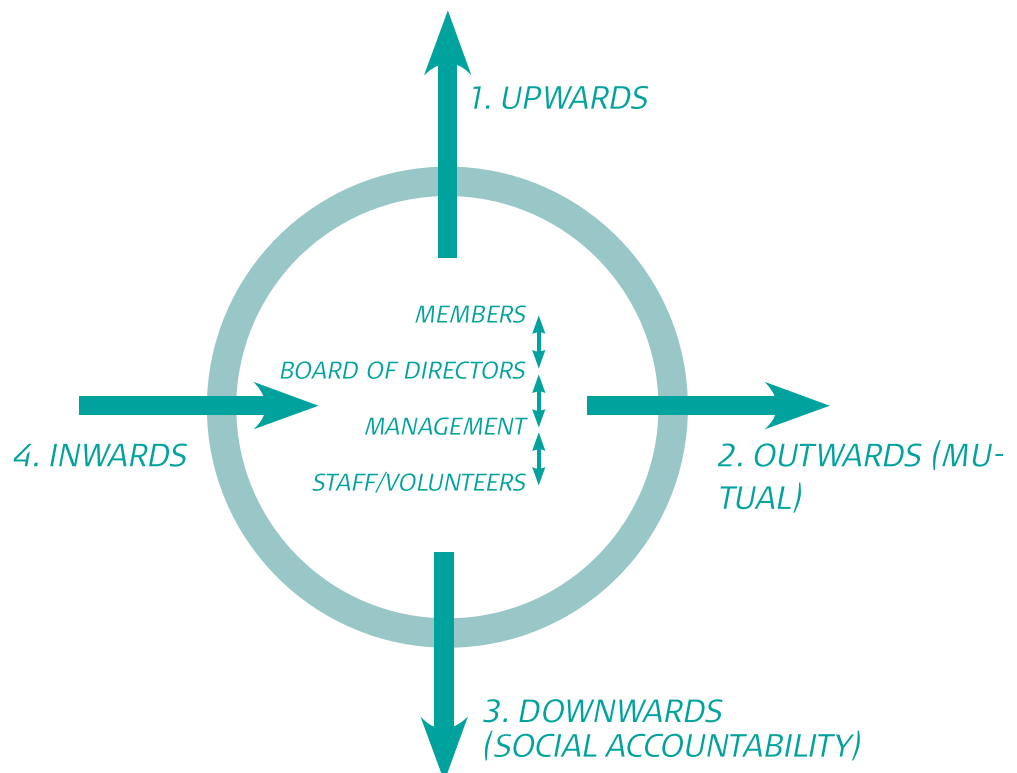 1. UPWARDS
MEMBERS
BOARD OF DIRECTORS
MANAGEMENT
STAFF/VOLUNTEERS
4. INWARDS
2. OUTWARDS (MU-
TUAL)
3. DOWNWARDS
(SOCIAL ACCOUNTABILITY)